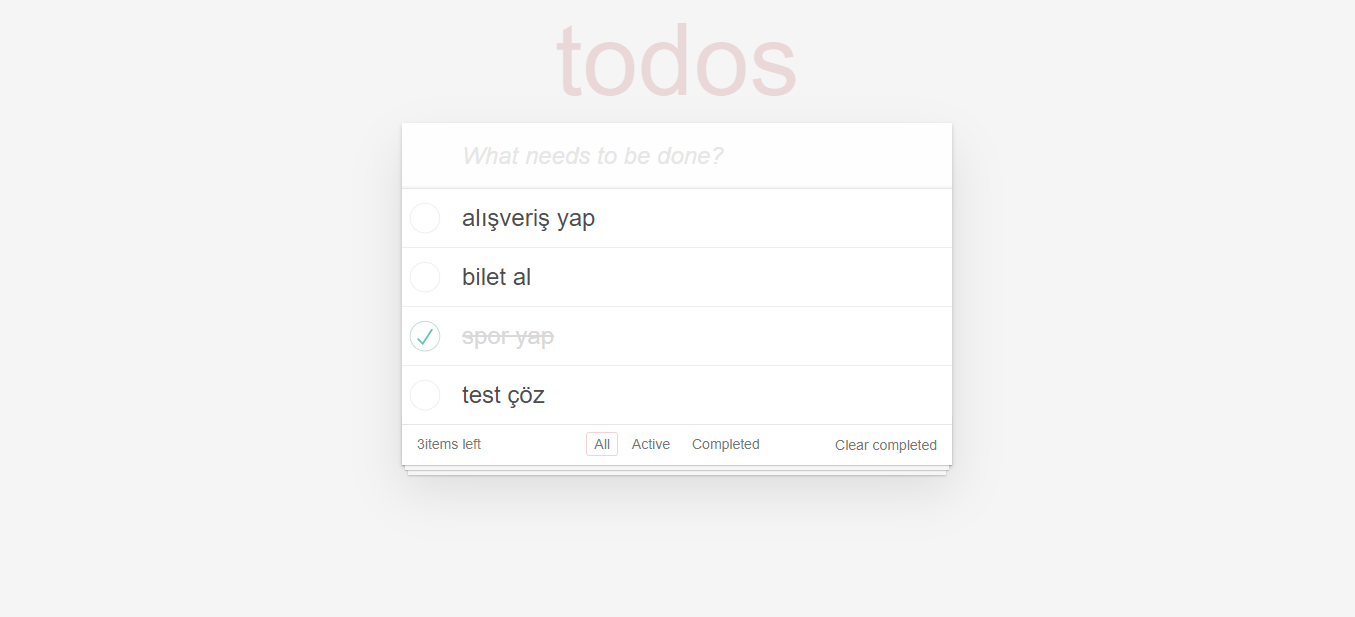 todos
What needs to be done?
alışveriş yap
bilet al
spor yap
test çöz
3items left All Active Completed Clear completed